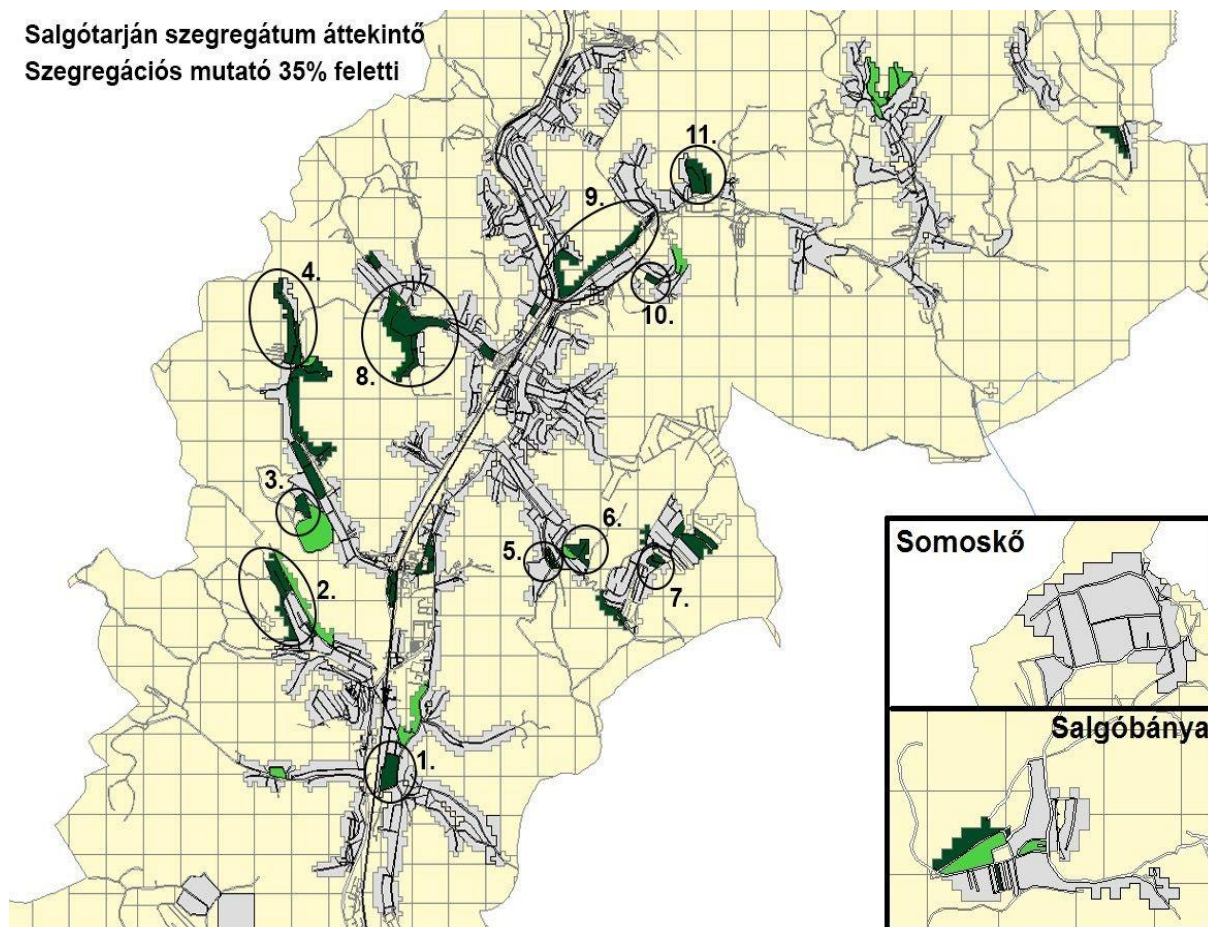 Salgótarján szegregátum áttekintő
Szegregációs mutató 35% feletti
11.
9.
4.
10.
8.
3.
6.
5.
2.
7.
1.
Somoskő
Salgóbánya